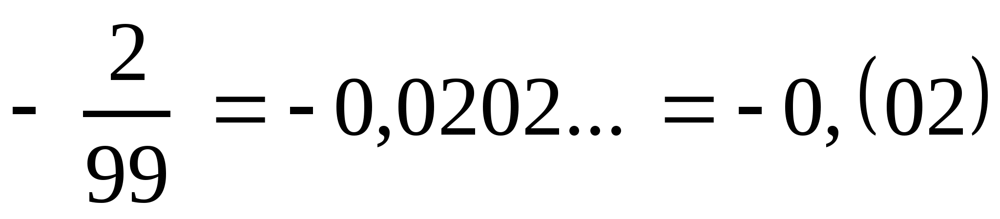 - 2/99 = - 0,0202... = - 0,(02)